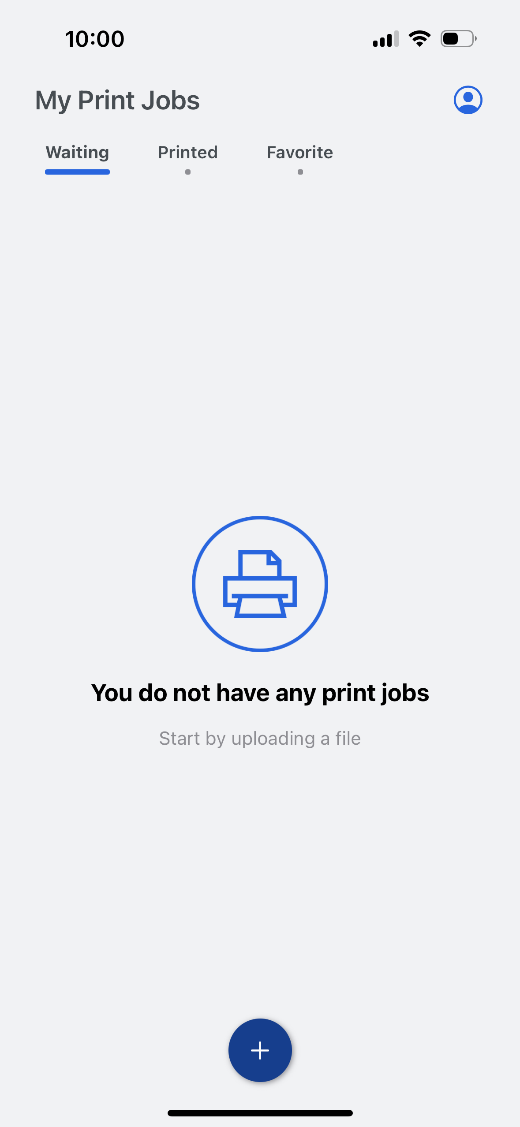 10:00
My Print Jobs
Waiting
Printed
Favorite
You do not have any print jobs
Start by uploading a file